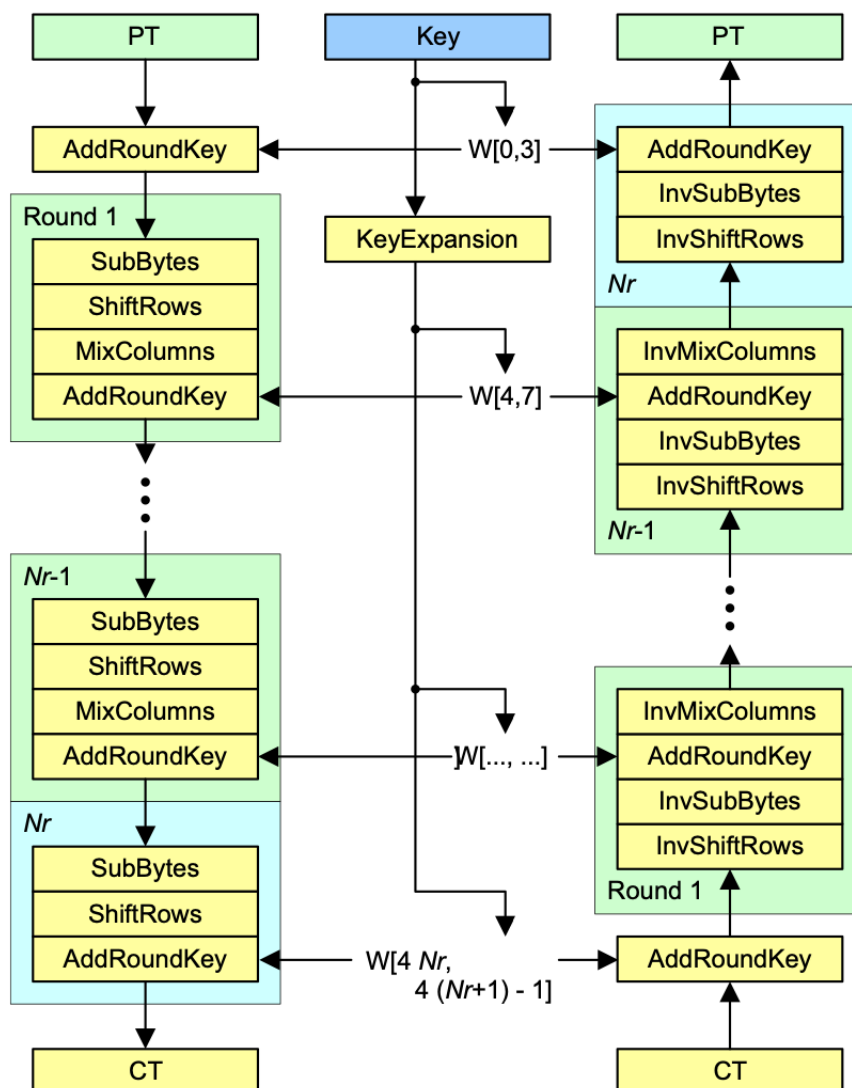 PT
Key
PT
AddRoundKey
W[0,3]
AddRoundKey
InvSubBytes
InvShiftRows
Nr
Round 1
SubBytes
ShiftRows
MixColumns
AddRoundKey
KeyExpansion
W[4,7]
InvMixColumns
AddRoundKey
InvSubBytes
InvShiftRows
Nr-1
Nr-1
SubBytes
ShiftRows
MixColumns
AddRoundKey
]W[..., ...]
InvMixColumns
AddRoundKey
InvSubBytes
InvShiftRows
Round 1
Nr
SubBytes
ShiftRows
AddRoundKey
W[4 Nr,
4 (Nr+1) - 1]
AddRoundKey
CT
CT